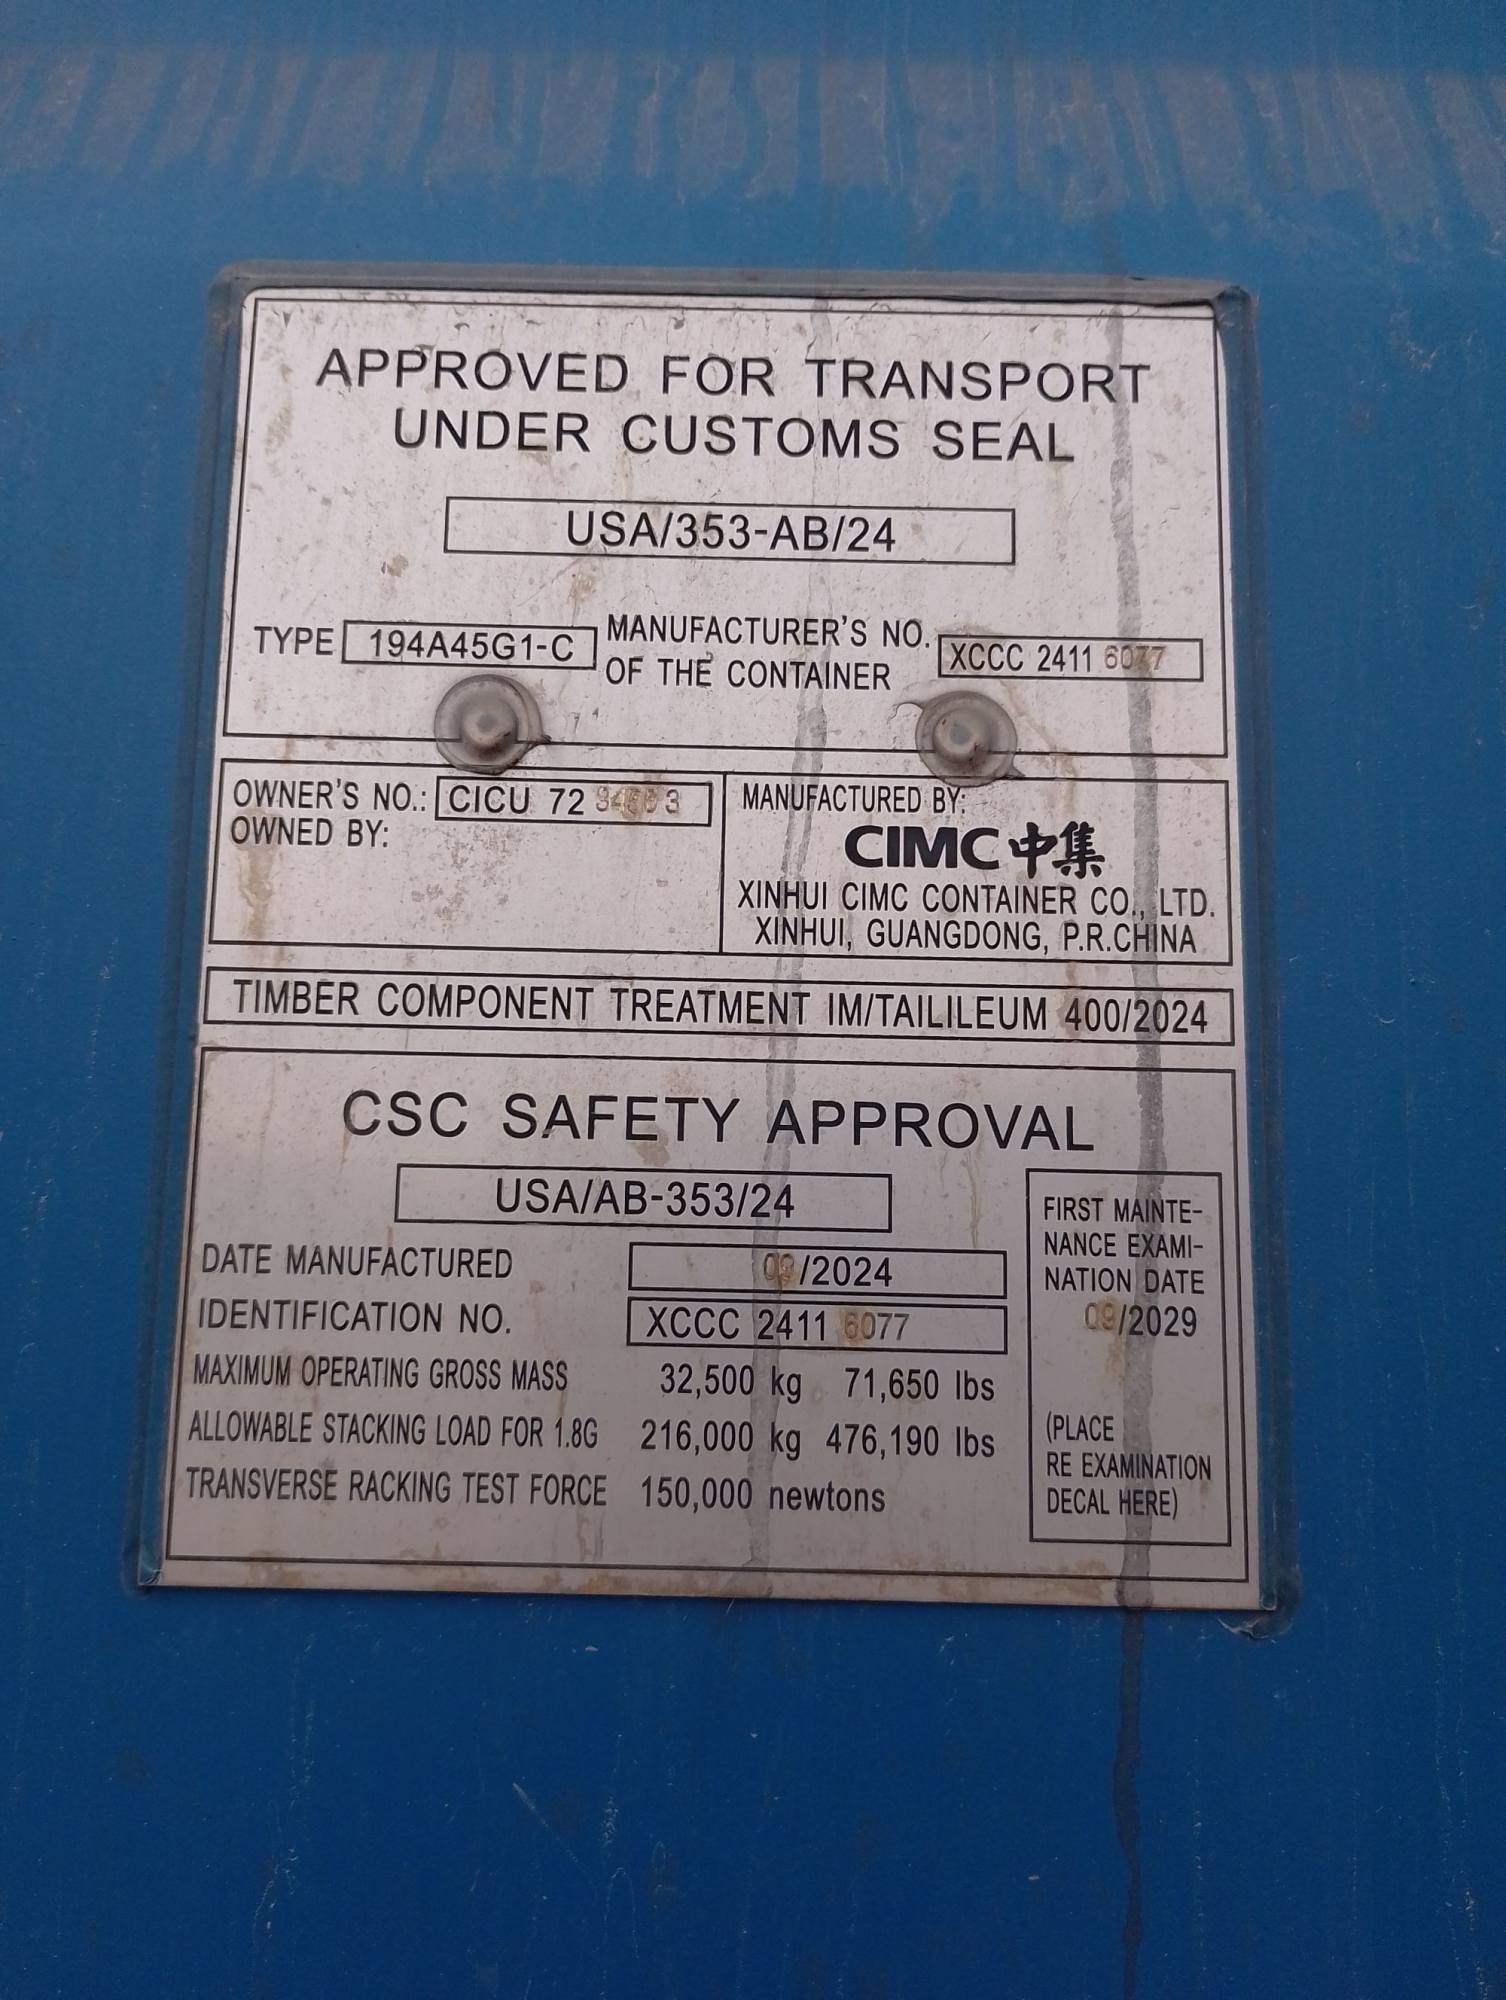 APPROVED FOR TRANSPORT
UNDER CUSTOMS SEAL
USA/353-AB/24
TYPE 194A45G1-C
MANUFACTURER'S NO.
OF THE CONTAINER
XCCC 2411 6077
OWNER'S NO.: CICU 72
OWNED BY:
MANUFACTURED BY:
CIMC 中集
XINHUI CIMC CONTAINER CO., LTD.
XINHUI, GUANGDONG, P.R.CHINA
TIMBER COMPONENT TREATMENT IM/TAILILEUM 400/2024
CSC SAFETY APPROVAL
USA/AB-353/24
DATE MANUFACTURED 09/2024
IDENTIFICATION NO. XCCC 2411 6077
MAXIMUM OPERATING GROSS MASS 32,500 kg 71,650 lbs
ALLOWABLE STACKING LOAD FOR 1.8G 216,000 kg 476,190 lbs
TRANSVERSE RACKING TEST FORCE 150,000 newtons
FIRST MAINTE-
NANCE EXAMI-
NATION DATE
09/2029
(PLACE
RE EXAMINATION
DECAL HERE)